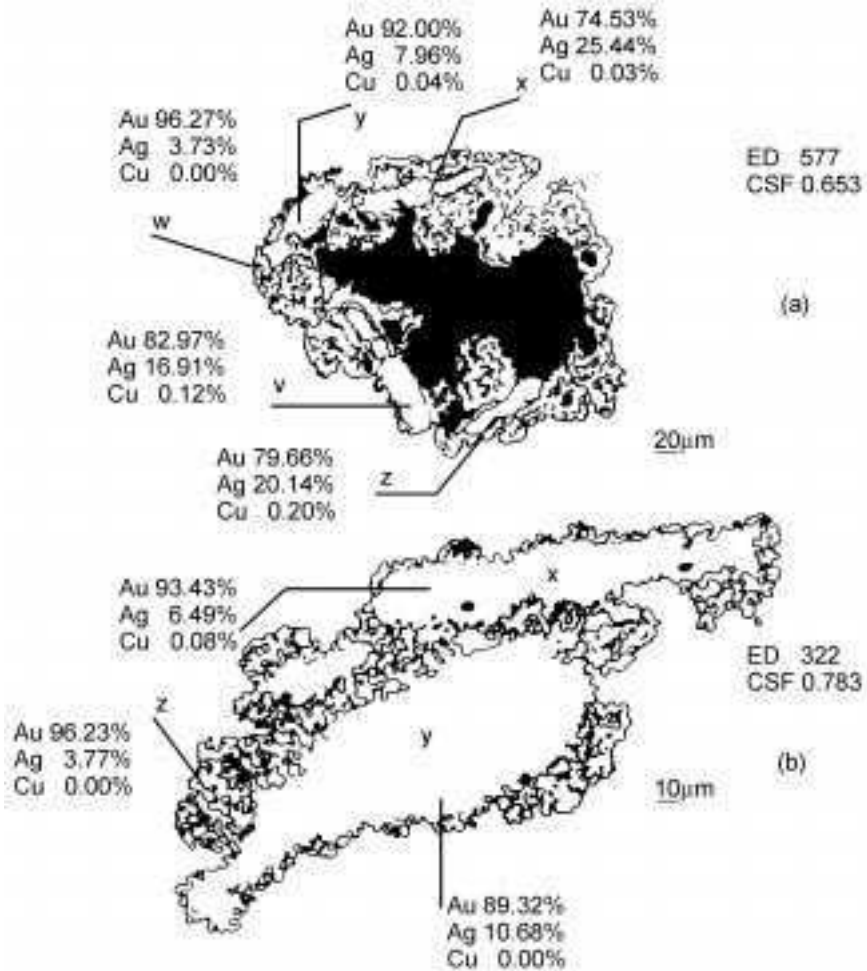 Au 92.00%
Ag 7.96%
Cu 0.04%
y
Au 74.53%
Ag 25.44%
Cu 0.03%
x
Au 96.27%
Ag 3.73%
Cu 0.00%
w
ED 577
CSF 0.653
(a)
Au 82.97%
Ag 16.91%
Cu 0.12%
v
20µm
Au 79.66%
Ag 20.14%
Cu 0.20%
z
Au 93.43%
Ag 6.49%
Cu 0.08%
x
ED 322
CSF 0.783
z
Au 96.23%
Ag 3.77%
Cu 0.00%
y
(b)
10µm
Au 89.32%
Ag 10.68%
Cu 0.00%